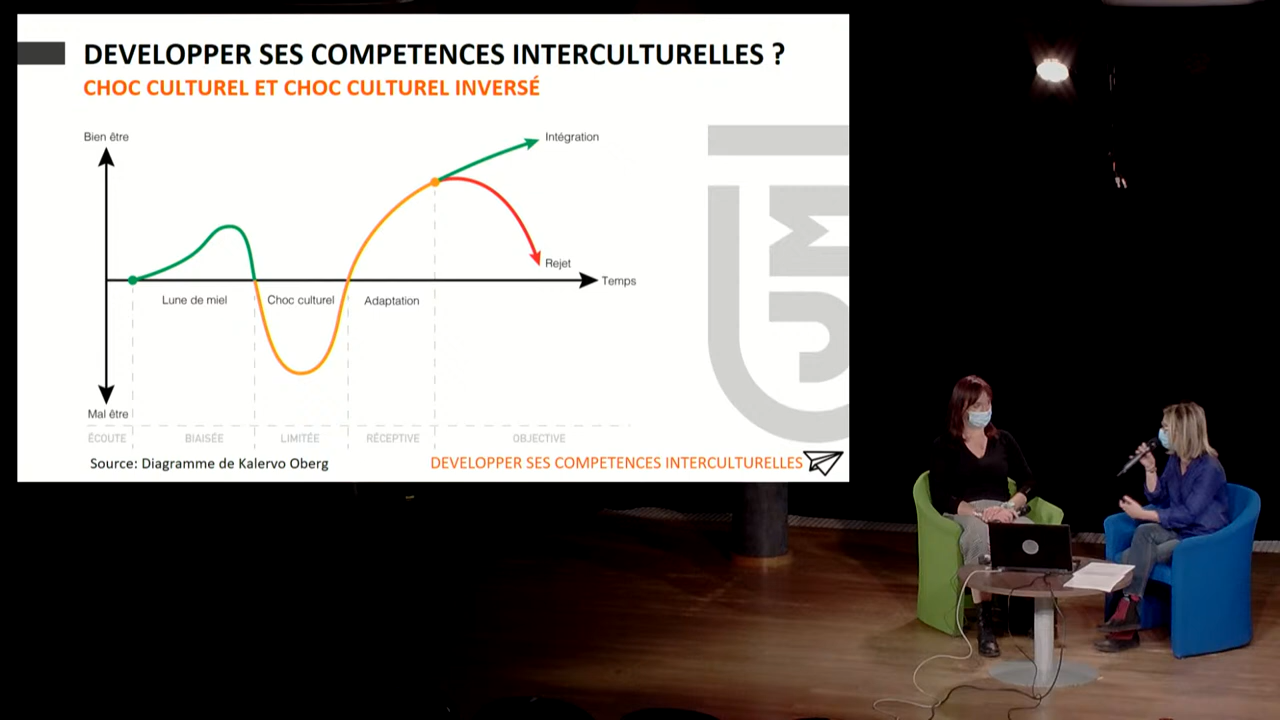 DEVELOPPER SES COMPETENCES INTERCULTURELLES ?
CHOC CULTUREL ET CHOC CULTUREL INVERSÉ
Bien être
Intégration
Rejet
Temps
Lune de miel
Choc culturel
Adaptation
Mal être
ÉCOUTE
BIAISÉE
LIMITÉE
RÉCEPTIVE
OBJECTIVE
Source: Diagramme de Kalervo Oberg
DEVELOPPER SES COMPETENCES INTERCULTURELLES
UM